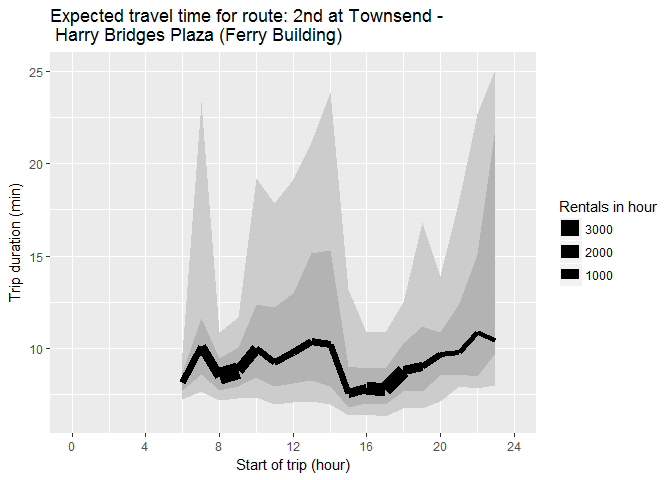 Expected travel time for route: 2nd at Townsend -
Harry Bridges Plaza (Ferry Building)
25
20
15
10
Trip duration (min)
0 4 8 12 16 20 24
Start of trip (hour)
Rentals in hour
3000
2000
1000